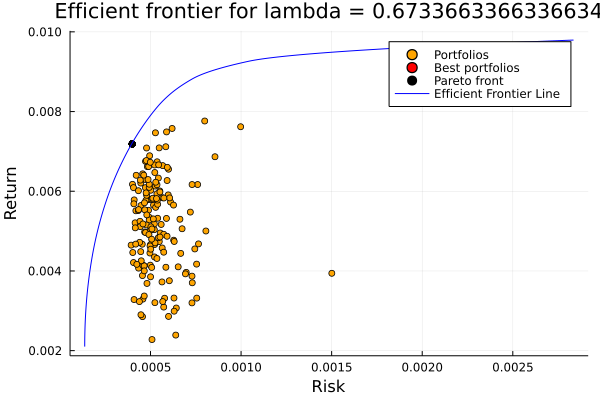 Efficient frontier for lambda = 0.6733663366336634
0.010
0.008
0.006
0.004
0.002
Return
Portfolios
Best portfolios
Pareto front
Efficient Frontier Line
0.0005
0.0010
0.0015
0.0020
0.0025
Risk